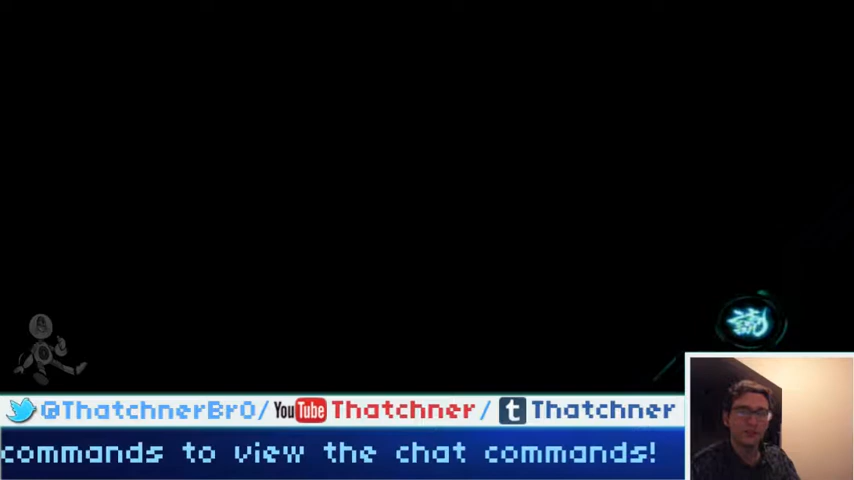 @ThatchnerBr0/ YouTube Thatchner/ t Thatchner
commands to view the chat commands!